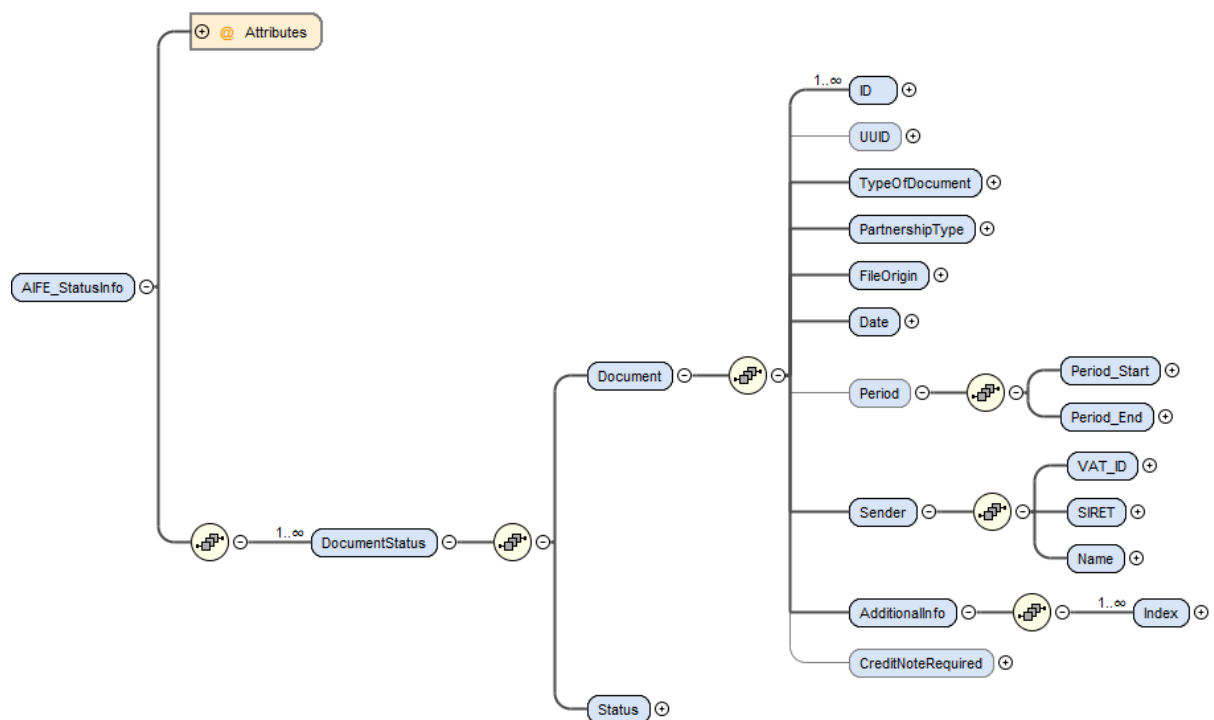 @ Attributes
1..∞ ID
UUID
TypeOfDocument
PartnershipType
FileOrigin
AIFE_StatusInfo
Date
Document
Period
Period_Start
Period_End
VAT_ID
Sender
SIRET
1..∞ DocumentStatus
Name
AdditionalInfo
1..∞ Index
CreditNoteRequired
Status